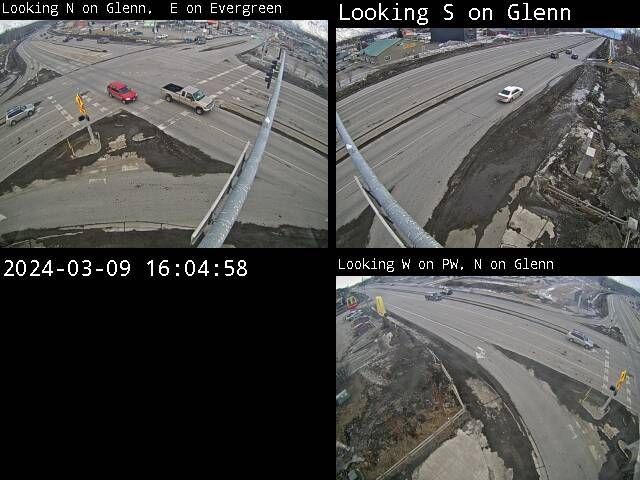 Looking N on Glenn,  E on Evergreen
Looking S on Glenn
2024-03-09 16:04:58
Looking W on PW, N on Glenn